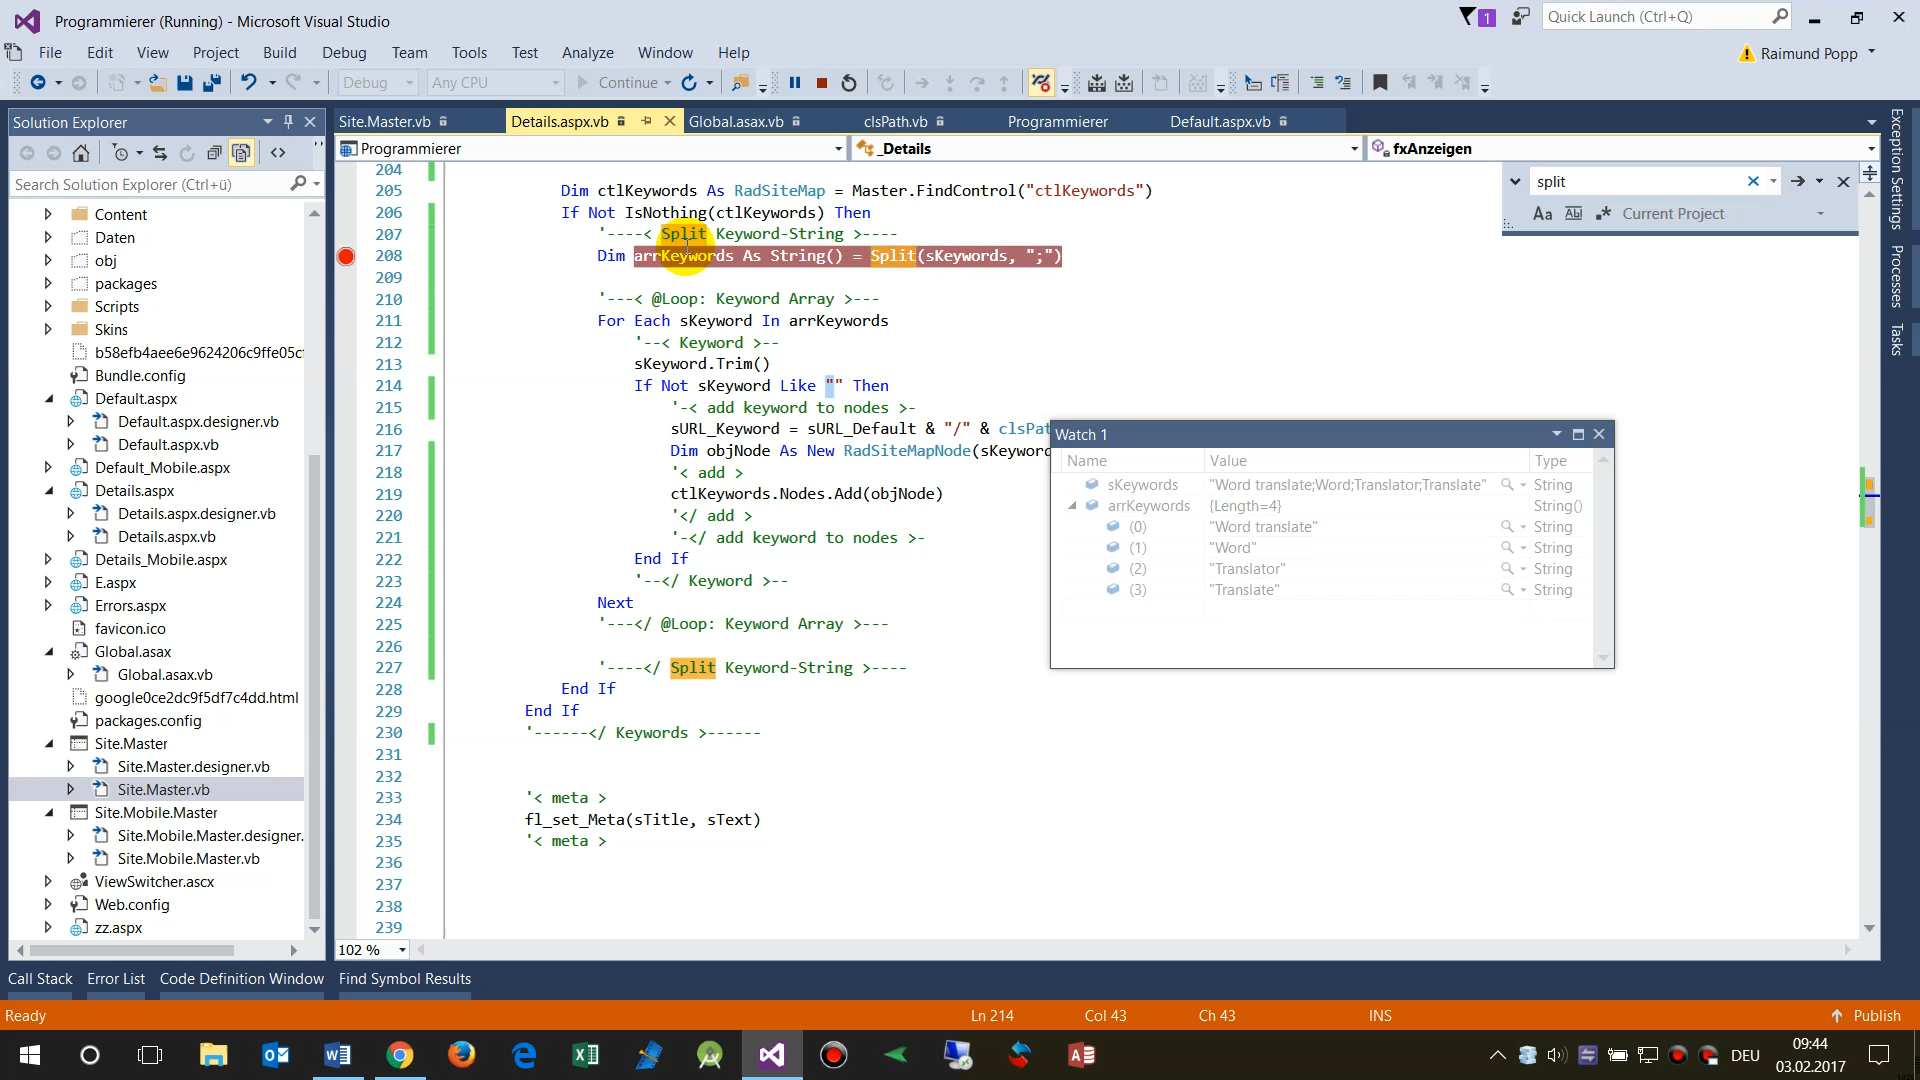 Programmierer (Running) - Microsoft Visual Studio
1
Quick Launch (Ctrl+Q)
File Edit View Project Build Debug Team Tools Test Analyze Window Help
Raimund Popp
Debug Any CPU Continue
Solution Explorer
Search Solution Explorer (Ctrl+ü)
Content
Daten
obj
packages
Scripts
Skins
b58efb4aee6e9624206c9ffe05c
Bundle.config
Default.aspx
Default.aspx.designer.vb
Default.aspx.vb
Default_Mobile.aspx
Details.aspx
Details.aspx.designer.vb
Details.aspx.vb
Details_Mobile.aspx
E.aspx
Errors.aspx
favicon.ico
Global.asax
Global.asax.vb
google0ce2dc9f5df7c4dd.html
packages.config
Site.Master
Site.Master.designer.vb
Site.Master.vb
Site.Mobile.Master
Site.Mobile.Master.designer.
Site.Mobile.Master.vb
ViewSwitcher.ascx
Web.config
zz.aspx
Site.Master.vb Details.aspx.vb Global.asax.vb clsPath.vb Programmierer Default.aspx.vb
Programmierer _Details fxAnzeigen
split
Aa Abl .* Current Project
204
205 Dim ctlKeywords As RadSiteMap = Master.FindControl("ctlKeywords")
206 If Not IsNothing(ctlKeywords) Then
207 '----< Split Keyword-String >----
208 Dim arrKeywords As String() = Split(sKeywords, ";")
209
210 '---< @Loop: Keyword Array >---
211 For Each sKeyword In arrKeywords
212 '--< Keyword >--
213 sKeyword.Trim()
214 If Not sKeyword Like "" Then
215 '-< add keyword to nodes >-
216 sURL_Keyword = sURL_Default & "/" & clsPat
217 Dim objNode As New RadSiteMapNode(sKeyword
218 '< add >
219 ctlKeywords.Nodes.Add(objNode)
220 '</ add >
221 '-</ add keyword to nodes >-
222 End If
223 '--</ Keyword >--
224 Next
225 '---</ @Loop: Keyword Array >---
226
227 '----</ Split Keyword-String >----
228 End If
229 End If
230 '------</ Keywords >------
231
232
233 '< meta >
234 fl_set_Meta(sTitle, sText)
235 '< meta >
236
237
238
239
Watch 1
Name Value Type
sKeywords "Word translate;Word;Translator;Translate" String
arrKeywords {Length=4} String()
(0) "Word translate" String
(1) "Word" String
(2) "Translator" String
(3) "Translate" String
Exception Settings
Processes
Tasks
102 %
Call Stack Error List Code Definition Window Find Symbol Results
Ready Ln 214 Col 43 Ch 43 INS Publish
DEU
09:44
03.02.2017